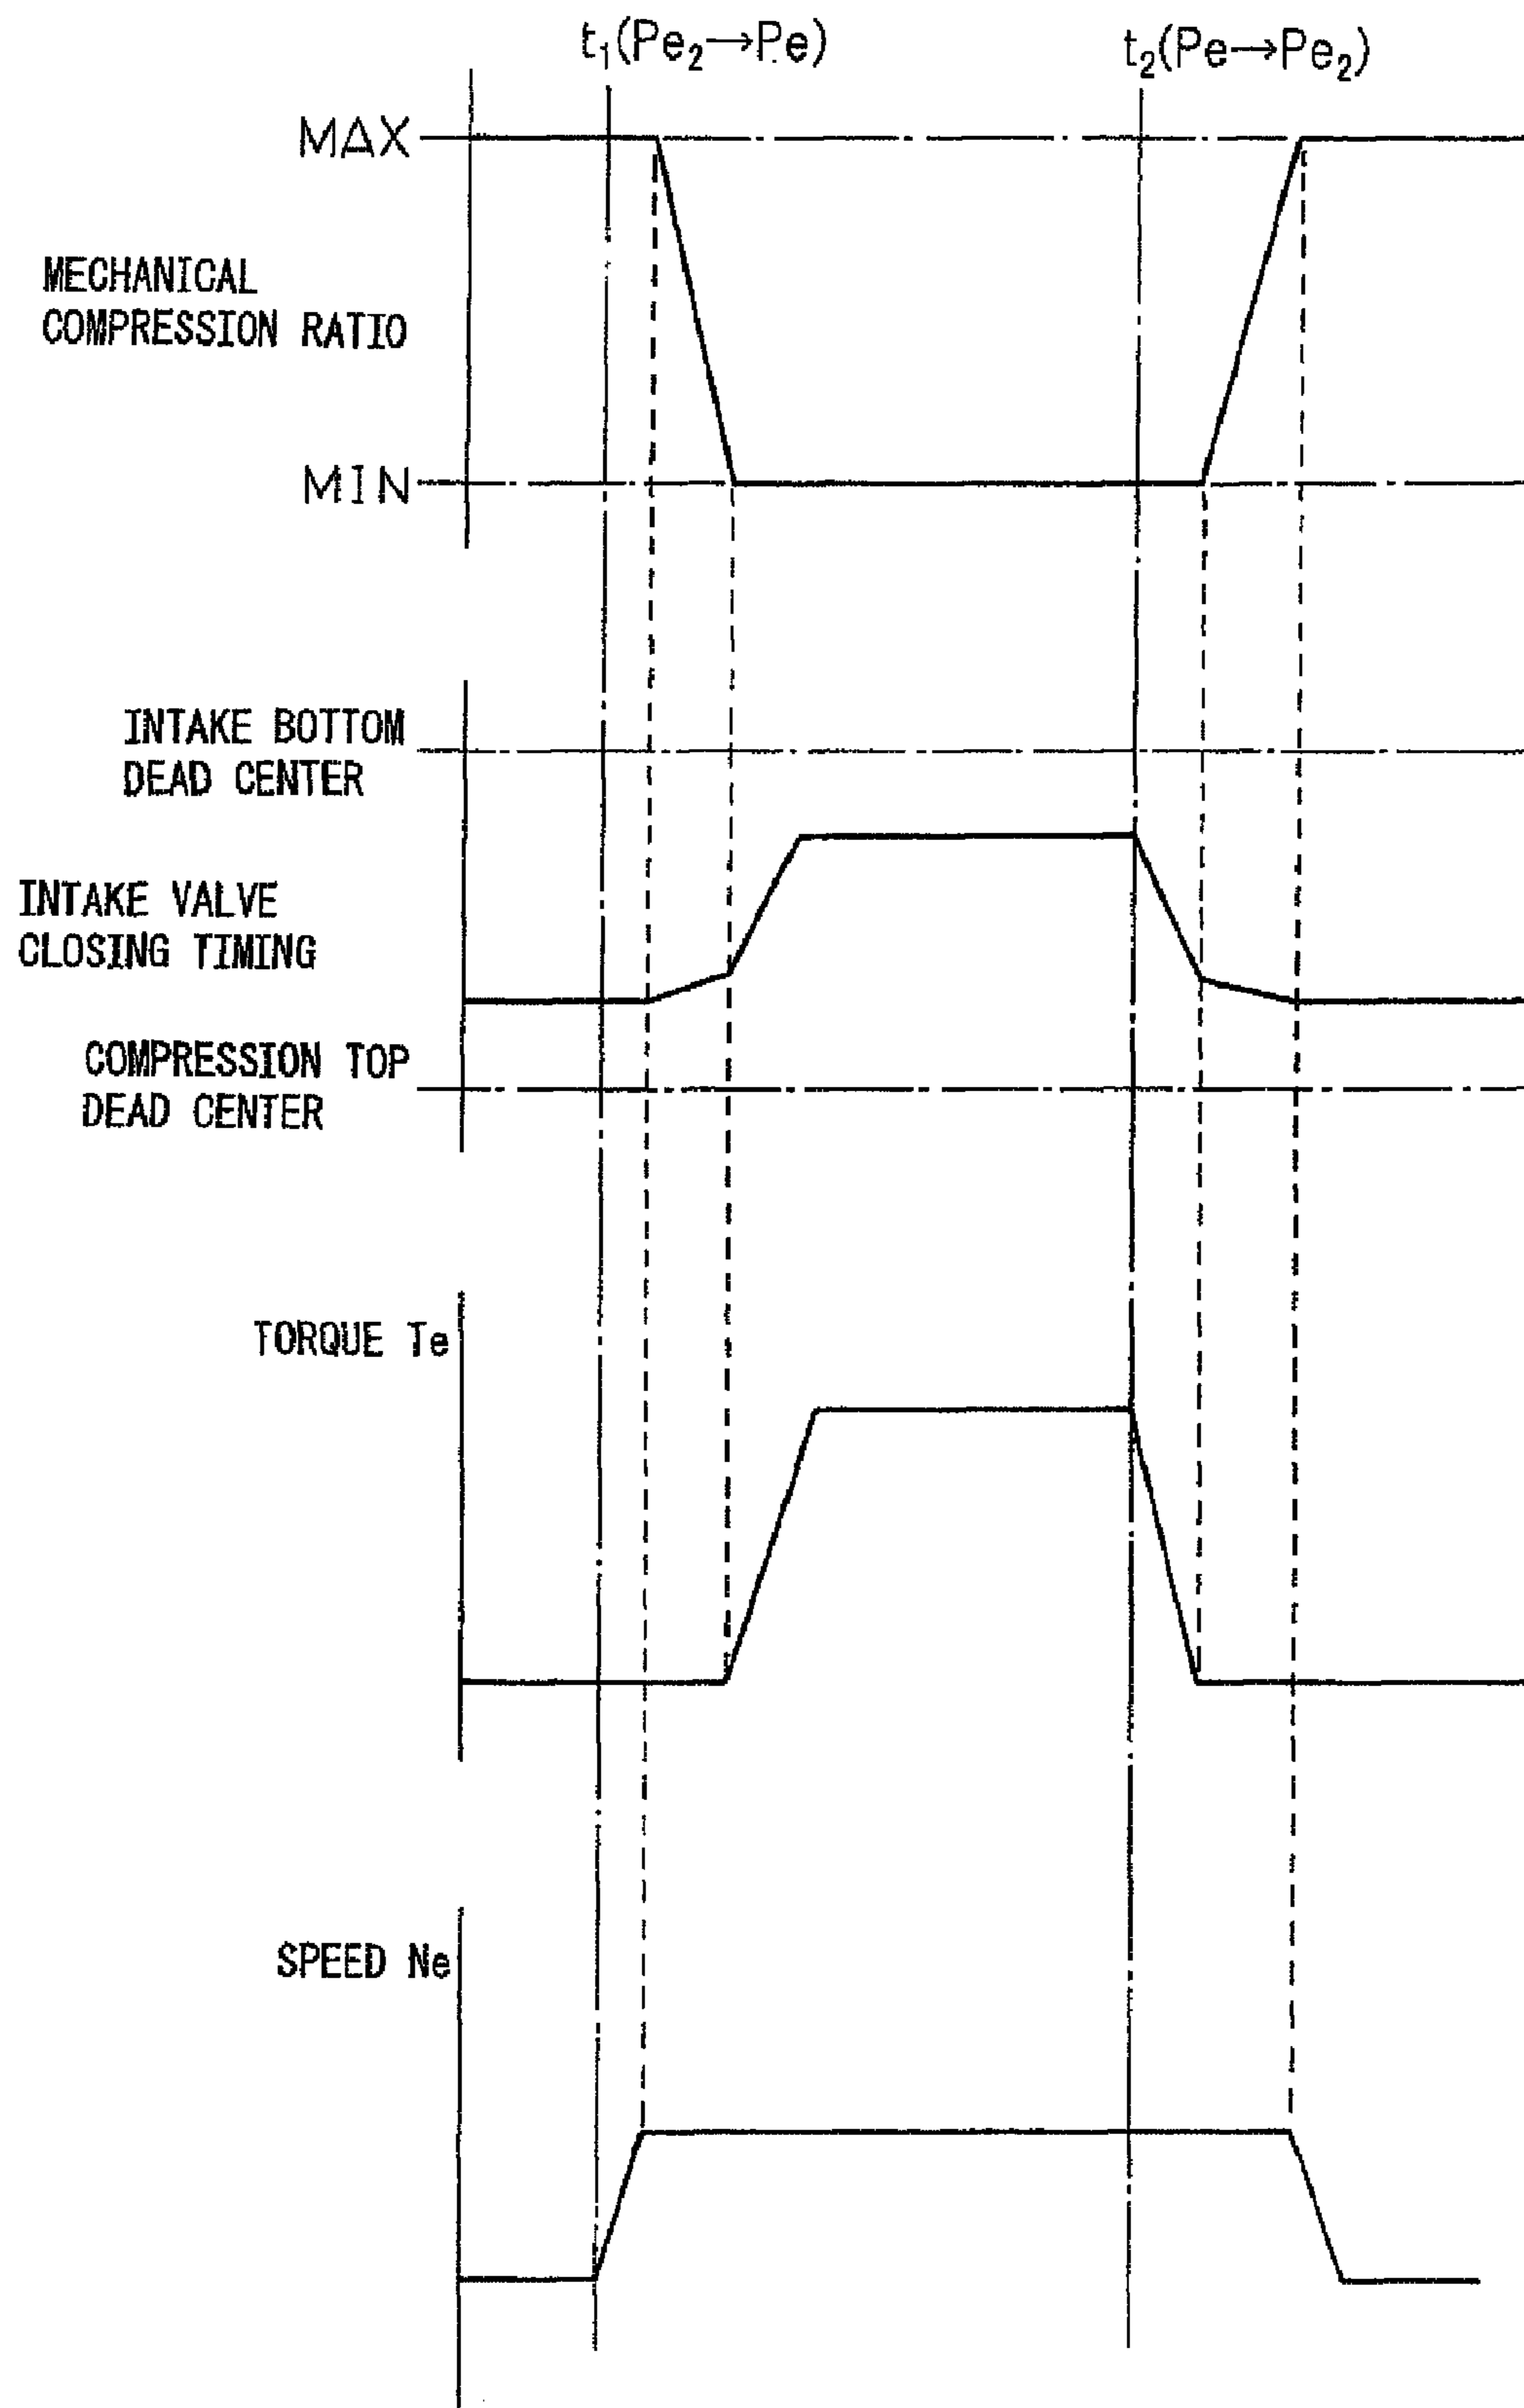 t₁(Pe₂→Pe)
t₂(Pe→Pe₂)
MAX
MECHANICAL
COMPRESSION RATIO
MIN
INTAKE BOTTOM
DEAD CENTER
INTAKE VALVE
CLOSING TIMING
COMPRESSION TOP
DEAD CENTER
TORQUE Te
SPEED Ne